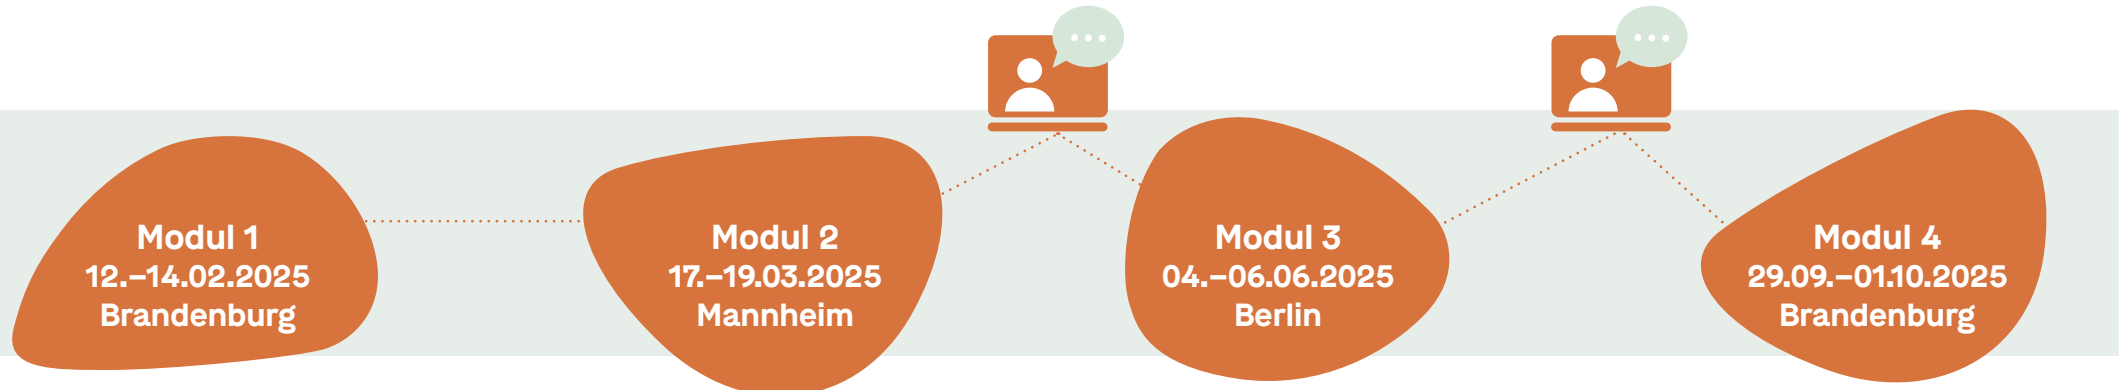 Modul 1
12.–14.02.2025
Brandenburg
Modul 2
17.–19.03.2025
Mannheim
Modul 3
04.–06.06.2025
Berlin
Modul 4
29.09.–01.10.2025
Brandenburg